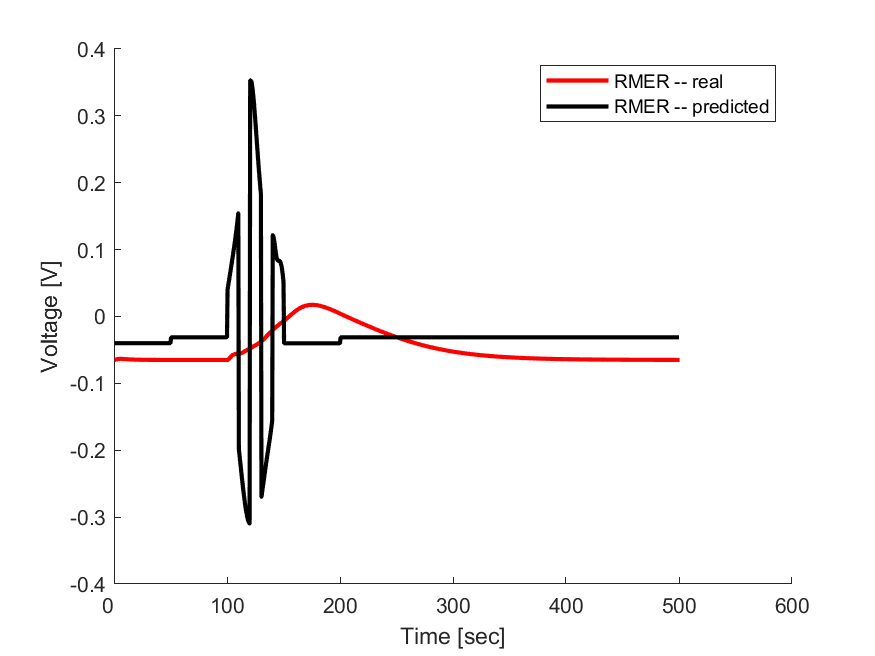 0.4
0.3
0.2
0.1
0
-0.1
-0.2
-0.3
-0.4
Voltage [V]
RMER -- real
RMER -- predicted
0 100 200 300 400 500 600
Time [sec]